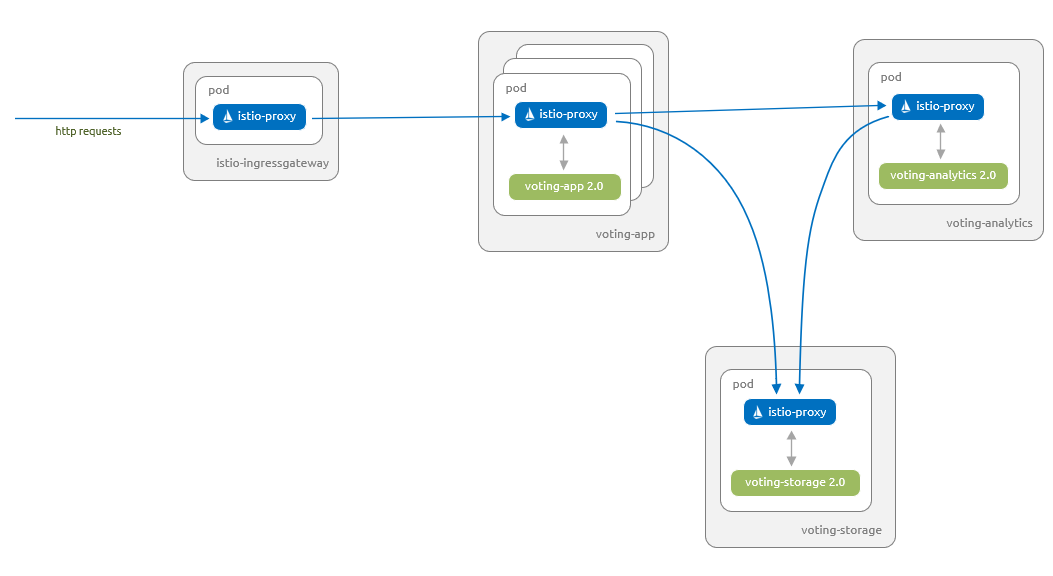 http requests
pod
istio-proxy
istio-ingressgateway
pod
istio-proxy
voting-app 2.0
voting-app
pod
istio-proxy
voting-analytics 2.0
voting-analytics
pod
istio-proxy
voting-storage 2.0
voting-storage